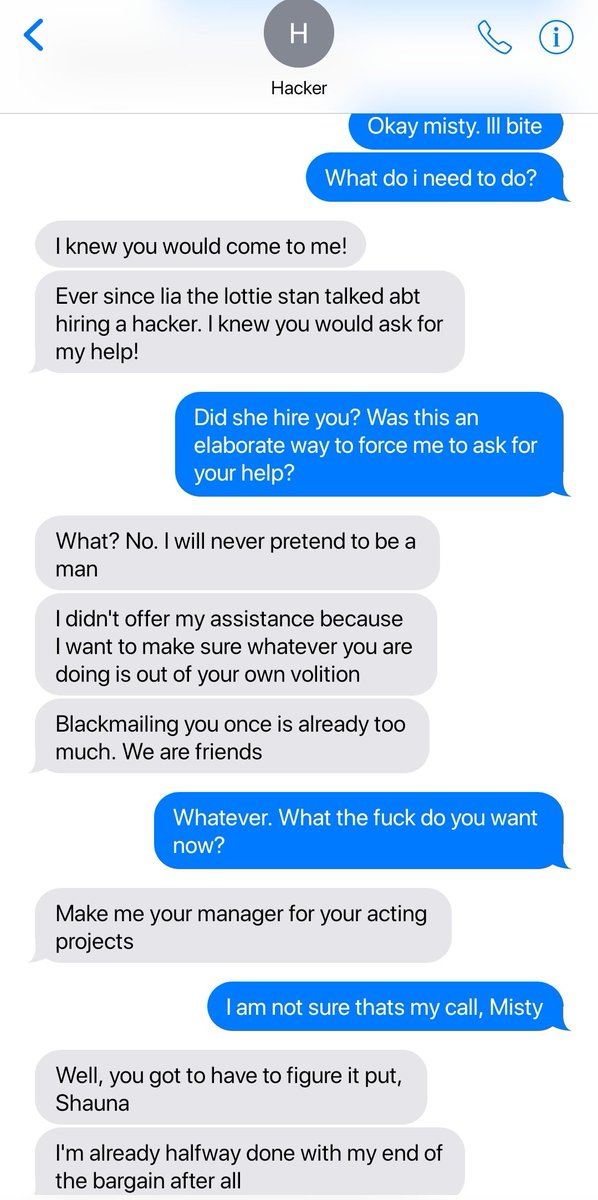 H
Hacker
Okay misty. Ill bite
What do i need to do?
I knew you would come to me!
Ever since lia the lottie stan talked abt
hiring a hacker. I knew you would ask for
my help!
Did she hire you? Was this an
elaborate way to force me to ask for
your help?
What? No. I will never pretend to be a
man
I didn't offer my assistance because
I want to make sure whatever you are
doing is out of your own volition
Blackmailing you once is already too
much. We are friends
Whatever. What the fuck do you want
now?
Make me your manager for your acting
projects
I am not sure thats my call, Misty
Well, you got to have to figure it put,
Shauna
I'm already halfway done with my end of
the bargain after all